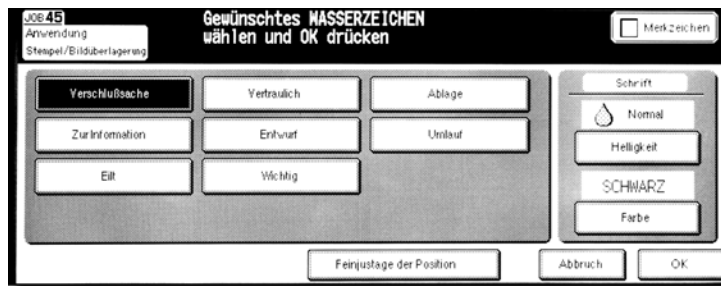 JOB 45
Anwendung
Stempel/Bildüberlagerung
Gewünschtes WASSERZEICHEN
wählen und OK drücken
Merkzeichen
Verschlußsache
Vertraulich
Ablage
Zur Information
Entwurf
Umlauf
Eilt
Wichtig
Schrift
Normal
Helligkeit
SCHWARZ
Farbe
Feinjustage der Position
Abbruch
OK